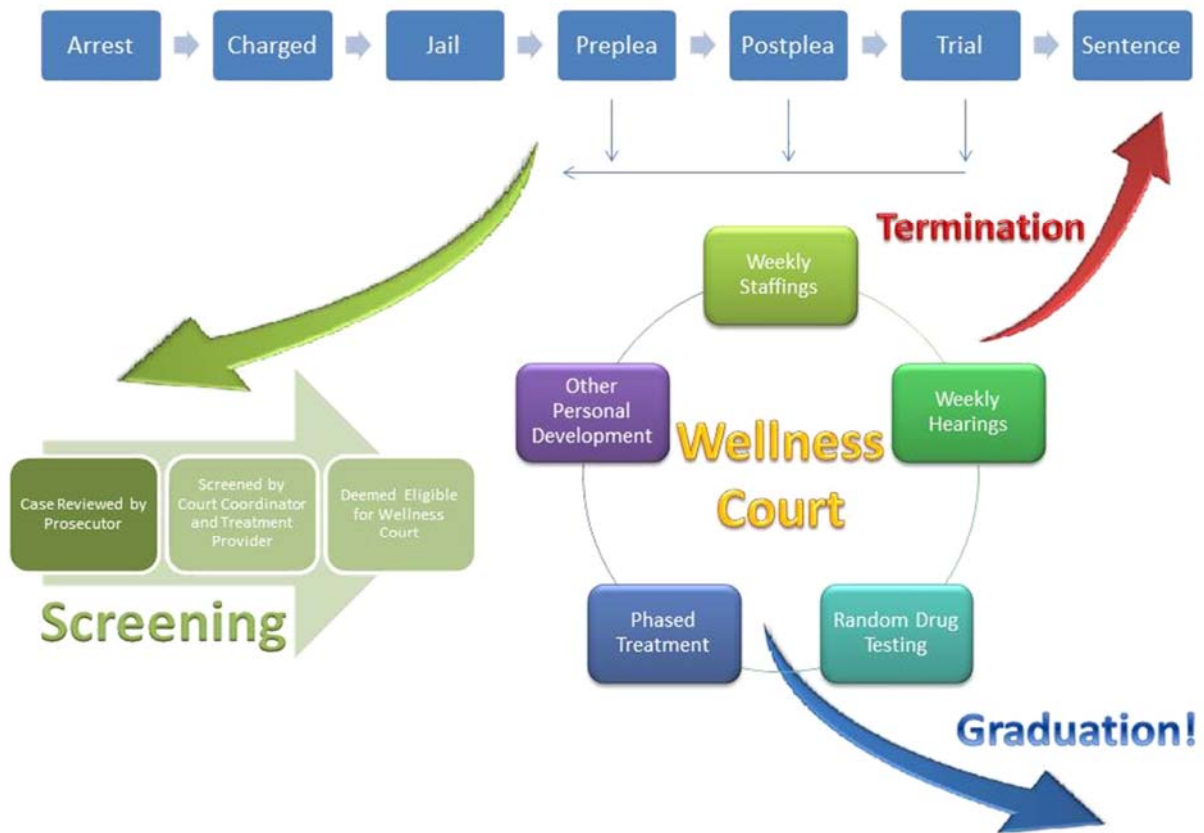 Arrest
Charged
Jail
Preplea
Postplea
Trial
Sentence
Termination
Weekly
Staffings
Other
Personal
Development
Weekly
Hearings
Wellness
Court
Case Reviewed by
Prosecutor
Screened by
Court Coordinator
and Treatment
Provider
Deemed Eligible
for Wellness
Court
Screening
Phased
Treatment
Random Drug
Testing
Graduation!